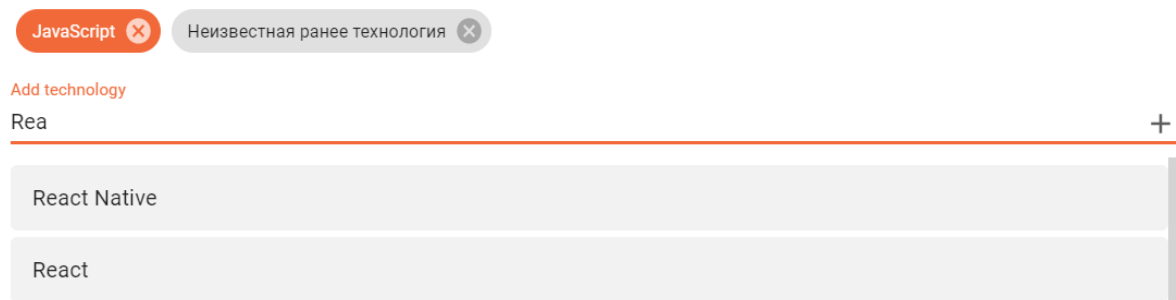 JavaScript Неизвестная ранее технология
Add technology
Rea
React Native
React